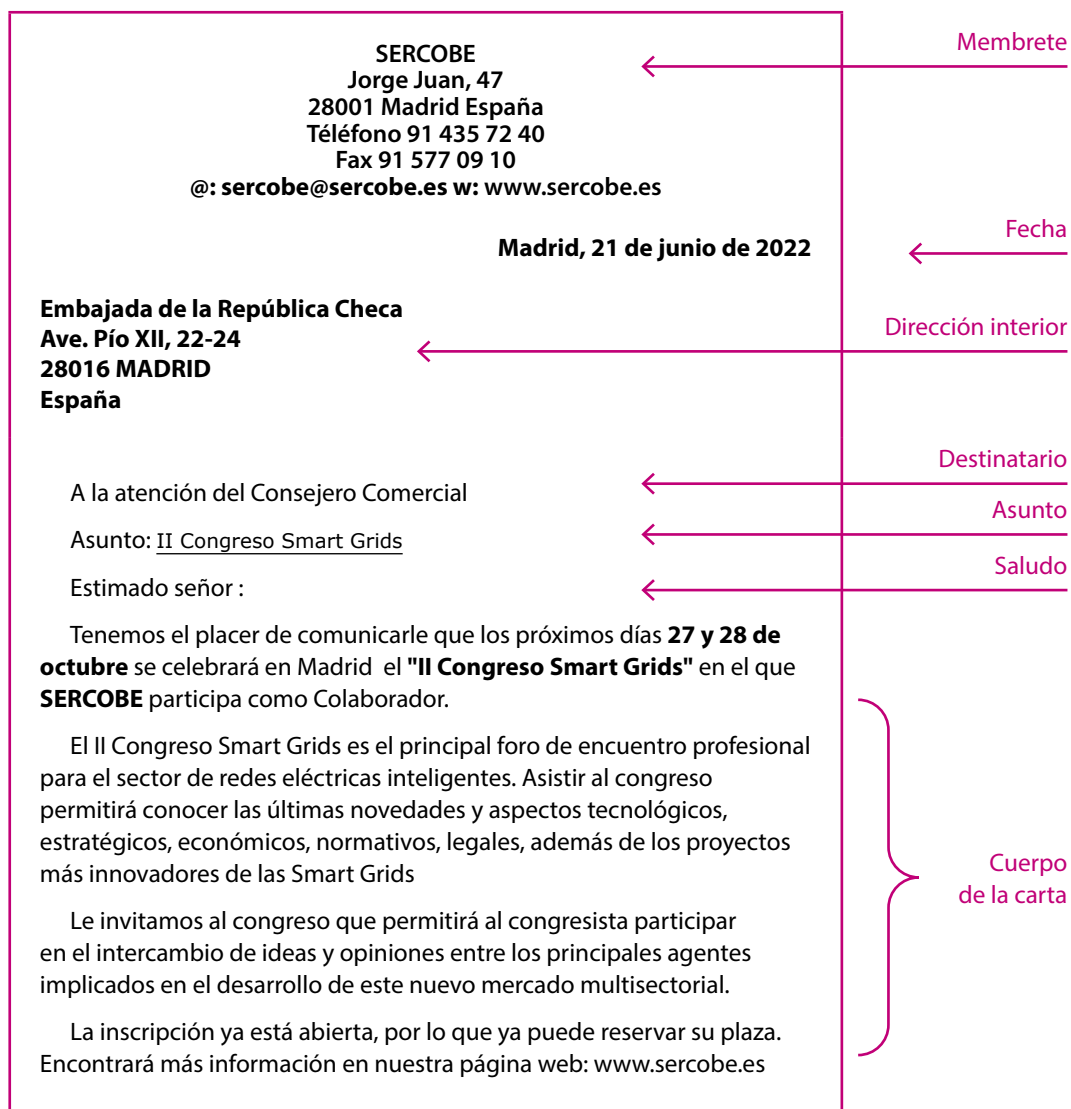 SERCOBE
Membrete
Jorge Juan, 47
28001 Madrid España
Téléfono 91 435 72 40
Fax 91 577 09 10
@: sercobe@sercobe.es w: www.sercobe.es
Fecha
Madrid, 21 de junio de 2022
Embajada de la República Checa
Dirección interior
Ave. Pío XII, 22-24
28016 MADRID
España
Destinatario
A la atención del Consejero Comercial
Asunto
Asunto: II Congreso Smart Grids
Saludo
Estimado señor :
Tenemos el placer de comunicarle que los próximos días 27 y 28 de
octubre se celebrará en Madrid  el "II Congreso Smart Grids" en el que
SERCOBE participa como Colaborador.
El II Congreso Smart Grids es el principal foro de encuentro profesional
para el sector de redes eléctricas inteligentes. Asistir al congreso
permitirá conocer las últimas novedades y aspectos tecnológicos,
estratégicos, económicos, normativos, legales, además de los proyectos
más innovadores de las Smart Grids
Cuerpo
de la carta
Le invitamos al congreso que permitirá al congresista participar
en el intercambio de ideas y opiniones entre los principales agentes
implicados en el desarrollo de este nuevo mercado multisectorial.
La inscripción ya está abierta, por lo que ya puede reservar su plaza.
Encontrará más información en nuestra página web: www.sercobe.es